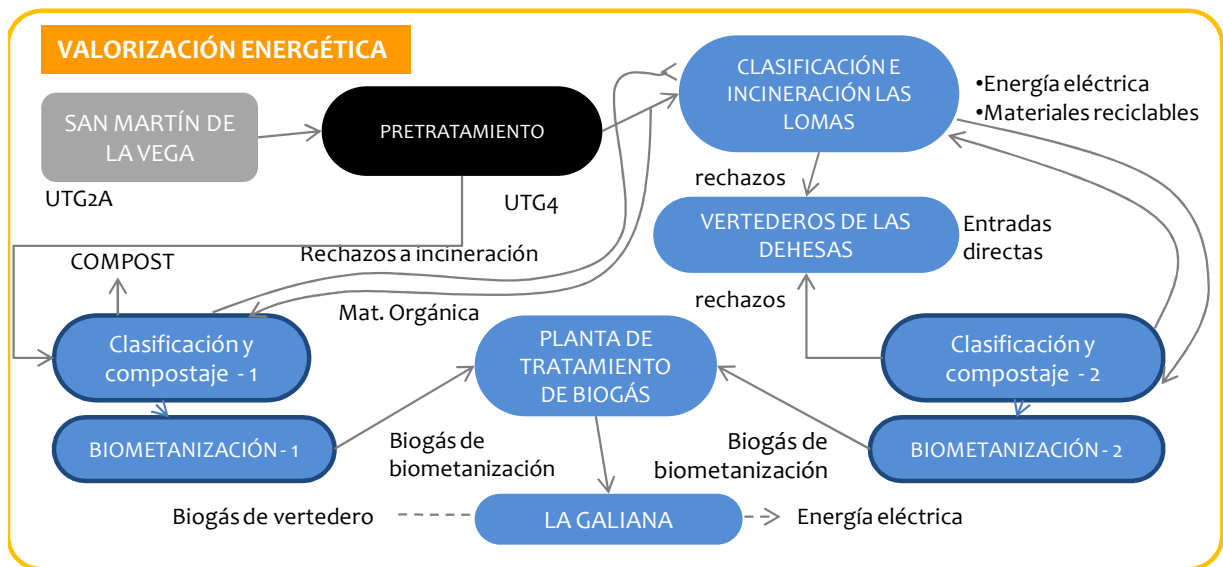 VALORIZACIÓN ENERGÉTICA
SAN MARTÍN DE
LA VEGA
UTG2A
PRETRATAMIENTO
UTG4
CLASIFICACIÓN E
INCINERACIÓN LAS
LOMAS
•Energía eléctrica
•Materiales reciclables
rechazos
VERTEDEROS DE LAS
DEHESAS
Entradas
directas
Rechazos a incineración
COMPOST
Mat. Orgánica
rechazos
Clasificación y
compostaje - 1
PLANTA DE
TRATAMIENTO
DE BIOGÁS
Clasificación y
compostaje - 2
BIOMETANIZACIÓN - 1
Biogás de
biometanización
Biogás de
biometanización
BIOMETANIZACIÓN - 2
Biogás de vertedero
LA GALIANA
Energía eléctrica